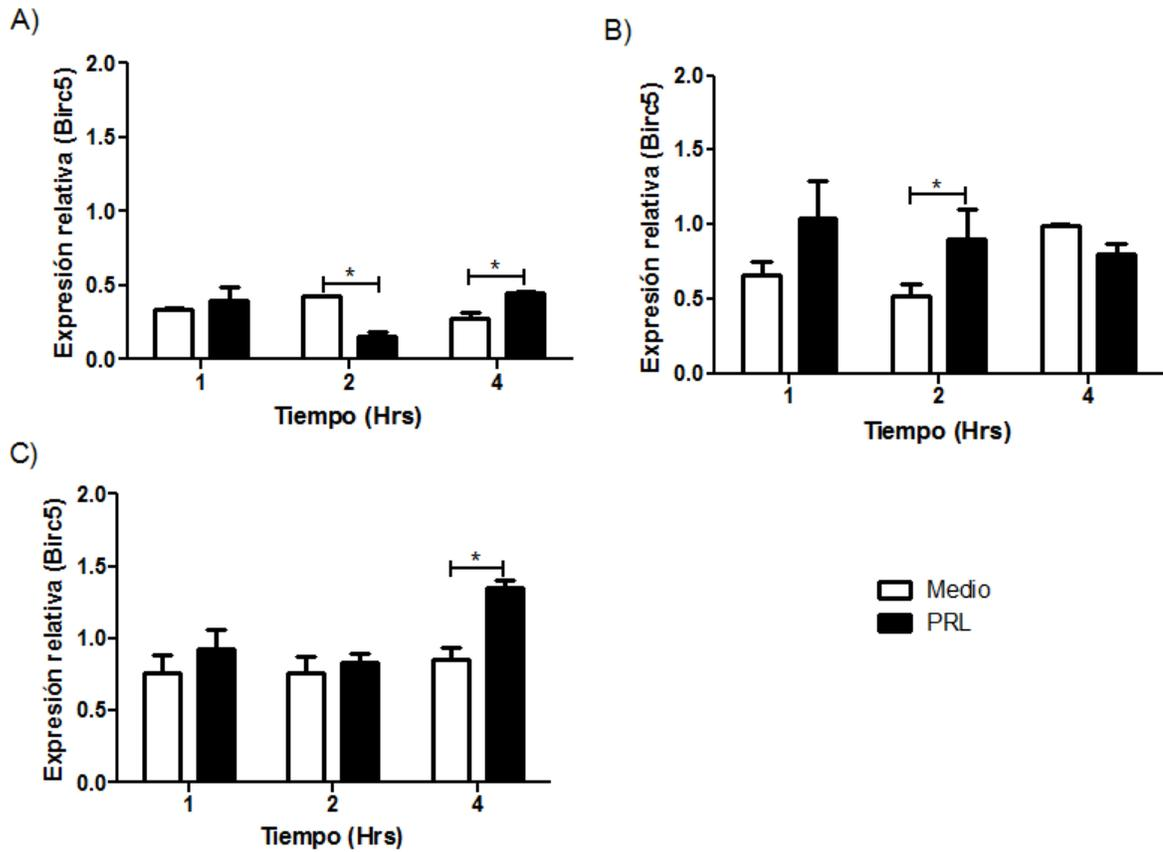 A)
Expresión relativa (Birc5)
2.0
1.5
1.0
0.5
0.0
*
*
1 2 4
Tiempo (Hrs)
B)
Expresión relativa (Birc5)
2.0
1.5
1.0
0.5
0.0
*
1 2 4
Tiempo (Hrs)
C)
Expresión relativa (Birc5)
2.0
1.5
1.0
0.5
0.0
*
1 2 4
Tiempo (Hrs)
Medio
PRL